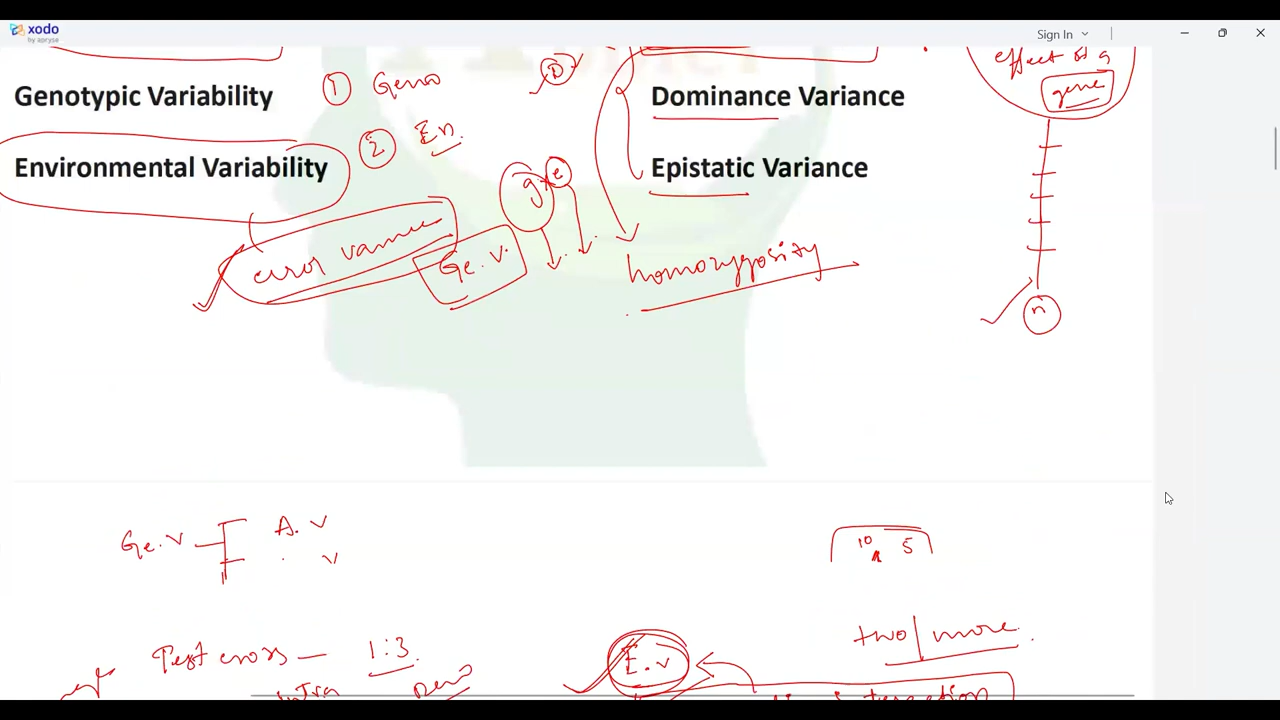 xodo
by apryse
Sign In
effect of a
gene
Genotypic Variability
① Geno
D
Dominance Variance
② En.
Environmental Variability
g+e
Epistatic Variance
error
Ge. V.
homozygosity
n
Ge. V
A. V
V
10 5
two/more
Test cross — 1:3
E.V
Intra